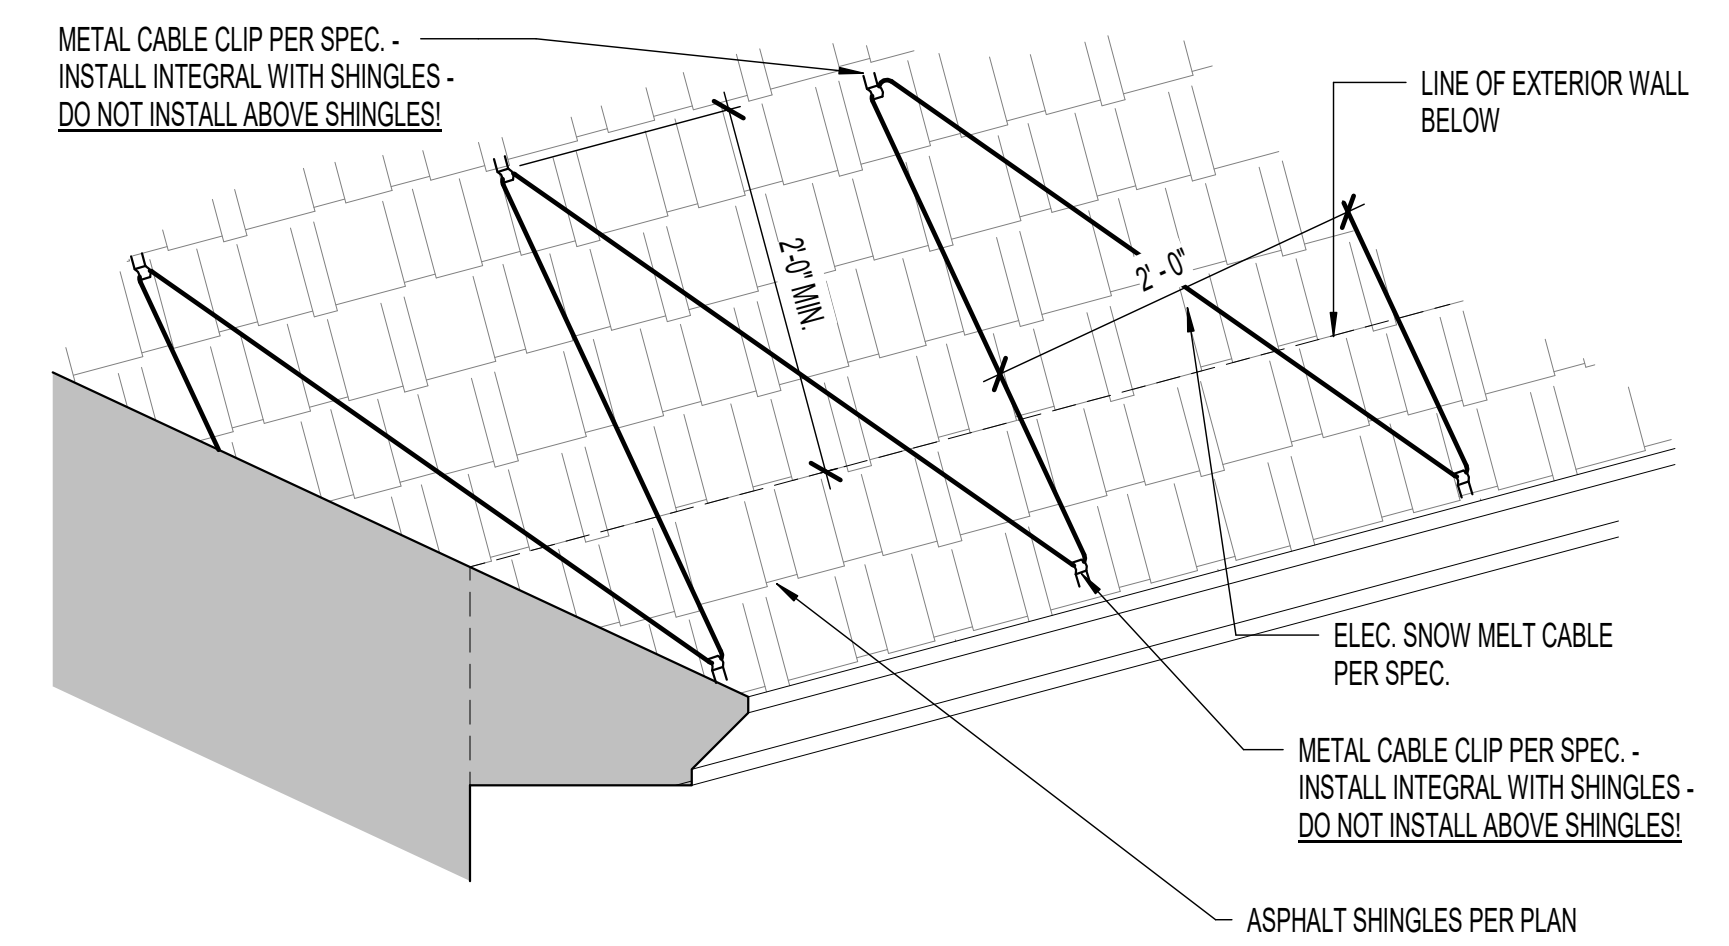 METAL CABLE CLIP PER SPEC. -
INSTALL INTEGRAL WITH SHINGLES -
DO NOT INSTALL ABOVE SHINGLES!
LINE OF EXTERIOR WALL
BELOW
2'-0" MIN.
2' - 0"
ELEC. SNOW MELT CABLE
PER SPEC.
METAL CABLE CLIP PER SPEC. -
INSTALL INTEGRAL WITH SHINGLES -
DO NOT INSTALL ABOVE SHINGLES!
ASPHALT SHINGLES PER PLAN